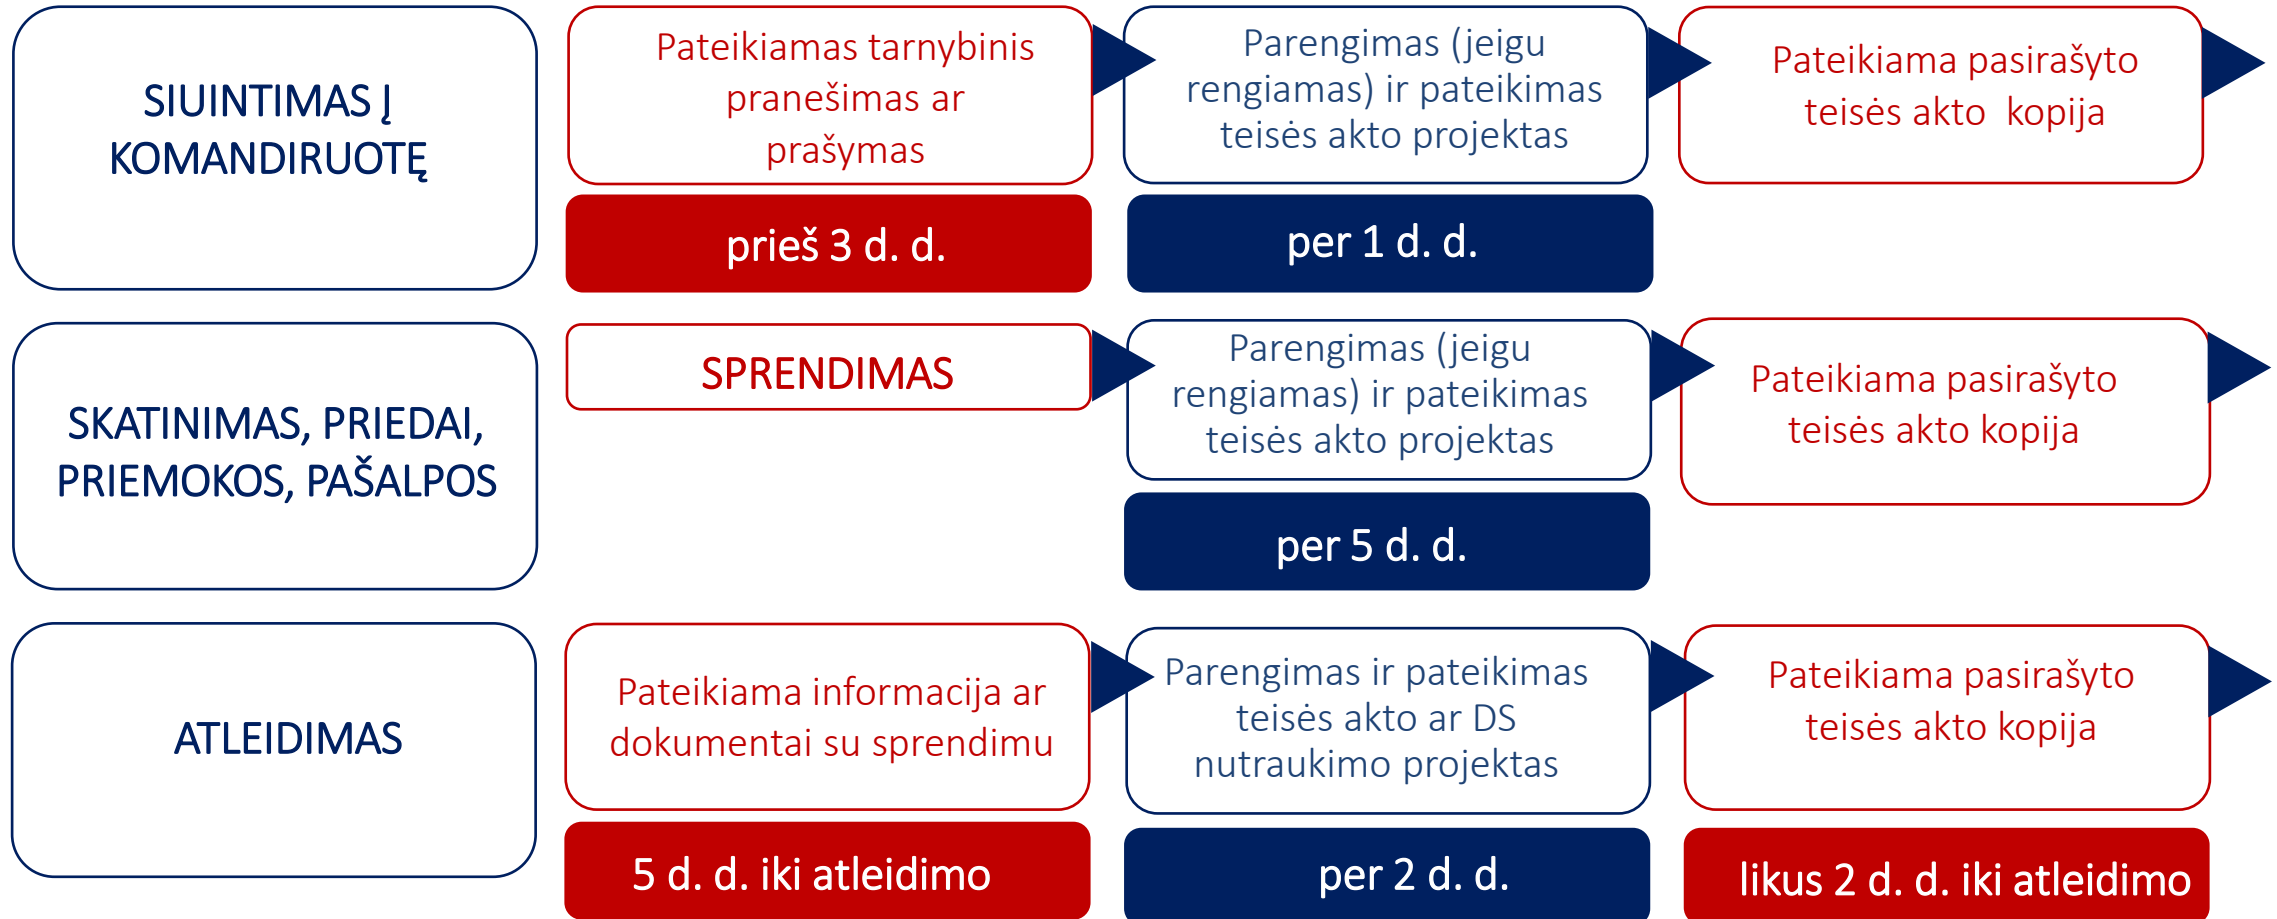 SIUINTIMAS Į
KOMANDIRUOTĘ
Pateikiamas tarnybinis
pranešimas ar
prašymas
prieš 3 d. d.
Parengimas (jeigu
rengiamas) ir pateikimas
teisės akto projektas
per 1 d. d.
Pateikiama pasirašyto
teisės akto kopija
SKATINIMAS, PRIEDAI,
PRIEMOKOS, PAŠALPOS
SPRENDIMAS
Parengimas (jeigu
rengiamas) ir pateikimas
teisės akto projektas
per 5 d. d.
Pateikiama pasirašyto
teisės akto kopija
ATLEIDIMAS
Pateikiama informacija ar
dokumentai su sprendimu
5 d. d. iki atleidimo
Parengimas ir pateikimas
teisės akto ar DS
nutraukimo projektas
per 2 d. d.
Pateikiama pasirašyto
teisės akto kopija
likus 2 d. d. iki atleidimo